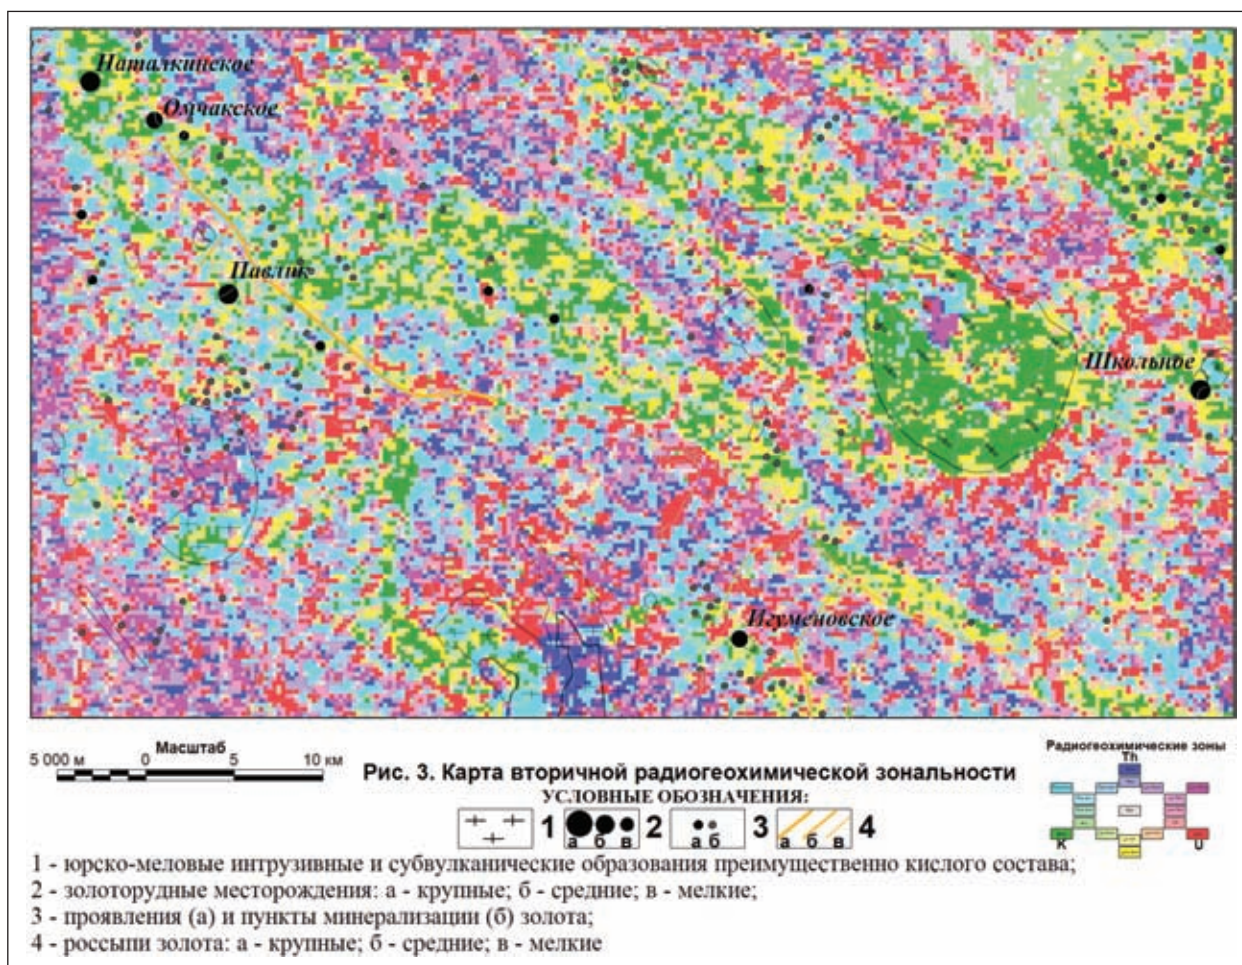 Наталкинское
Омчакское
Павлик
Школьное
Игуменовское
5 000 м
Масштаб
0 5 10 км
Рис. 3. Карта вторичной радиогеохимической зональности
УСЛОВНЫЕ ОБОЗНАЧЕНИЯ:
1 а б в 2 а б 3 а б в 4
Радиогеохимические зоны
Th
K U
1 - юрско-меловые интрузивные и субвулканические образования преимущественно кислого состава;
2 - золоторудные месторождения: а - крупные; б - средние; в - мелкие;
3 - проявления (а) и пункты минерализации (б) золота;
4 - россыпи золота: а - крупные; б - средние; в - мелкие